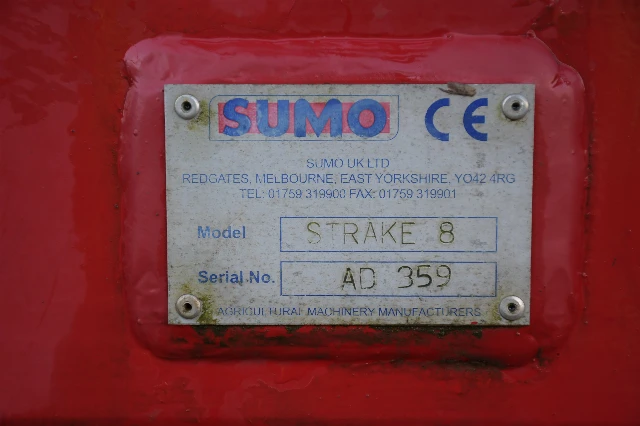 SUMO CE
SUMO UK LTD
REDGATES, MELBOURNE, EAST YORKSHIRE, YO42 4RG
TEL: 01759 319900 FAX: 01759 319901
Model STRAKE 8
Serial No. AD 359
AGRICULTURAL MACHINERY MANUFACTURERS